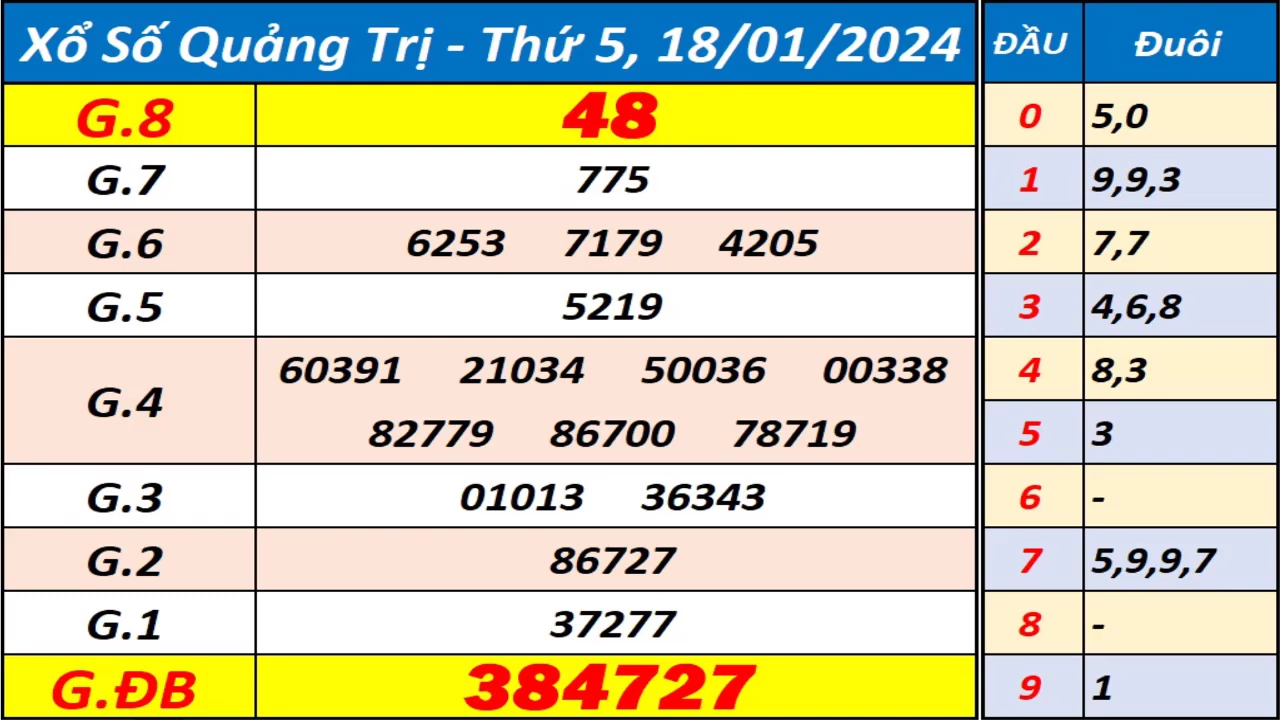 Xổ Số Quảng Trị - Thứ 5, 18/01/2024
G.8 48
G.7 775
G.6 6253 7179 4205
G.5 5219
G.4 60391 21034 50036 00338
82779 86700 78719
G.3 01013 36343
G.2 86727
G.1 37277
G.ĐB 384727
ĐẦU Đuôi
0 5,0
1 9,9,3
2 7,7
3 4,6,8
4 8,3
5 3
6 -
7 5,9,9,7
8 -
9 1